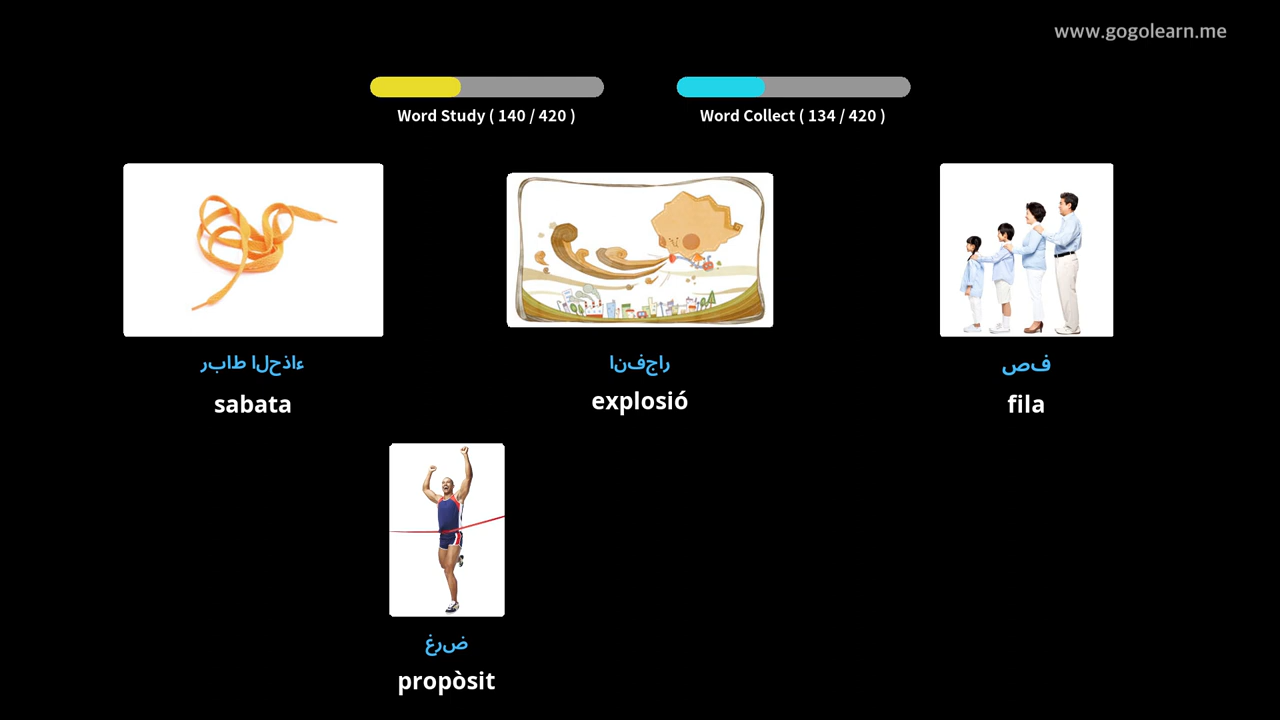 www.gogolearn.me
Word Study ( 140 / 420 )
Word Collect ( 134 / 420 )
رباط الحذاء
sabata
انفجار
explosió
صف
fila
غرض
propòsit